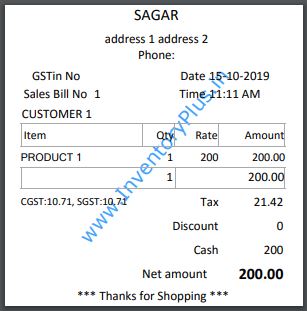 SAGAR
address 1 address 2
Phone:
GSTin No Date 15-10-2019
Sales Bill No 1 Time 11:11 AM
CUSTOMER 1
Item Qty Rate Amount
PRODUCT 1 1 200 200.00
1 200.00
CGST:10.71, SGST:10.71 Tax 21.42
Discount 0
Cash 200
Net amount 200.00
*** Thanks for Shopping ***
www.InventoryPlus.in